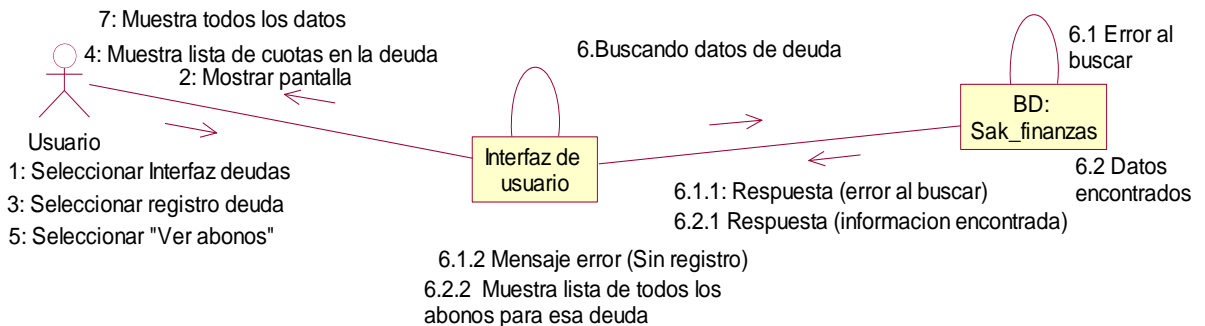 7: Muestra todos los datos
4: Muestra lista de cuotas en la deuda
2: Mostrar pantalla
Usuario
1: Seleccionar Interfaz deudas
3: Seleccionar registro deuda
5: Seleccionar "Ver abonos"
6.Buscando datos de deuda
Interfaz de
usuario
6.1.2 Mensaje error (Sin registro)
6.2.2 Muestra lista de todos los
abonos para esa deuda
6.1 Error al
buscar
BD:
Sak_finanzas
6.2 Datos
encontrados
6.1.1: Respuesta (error al buscar)
6.2.1 Respuesta (informacion encontrada)